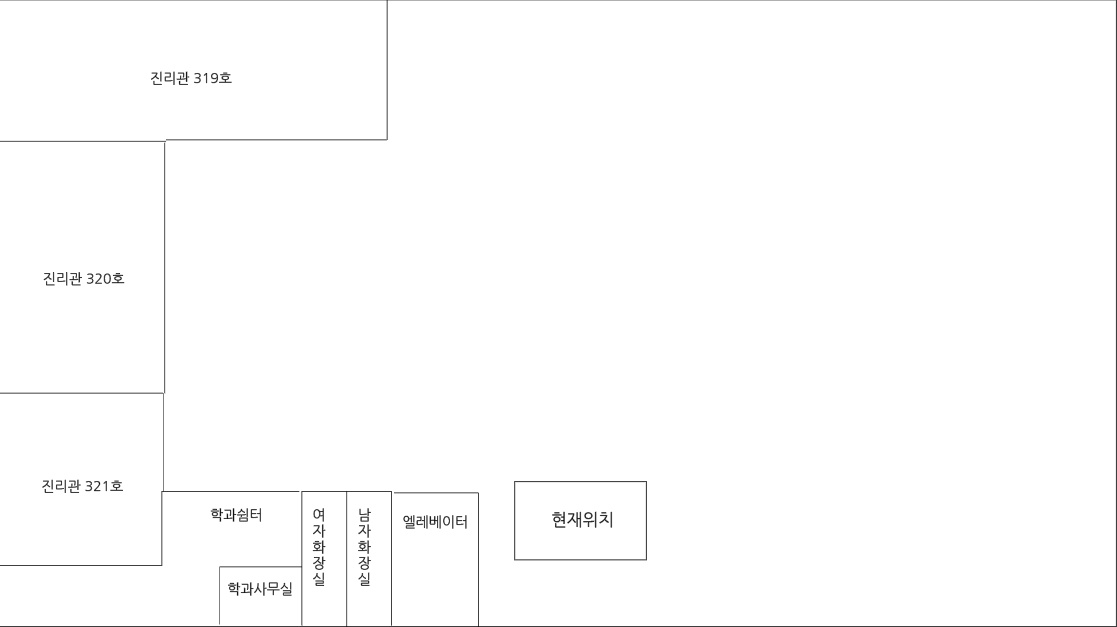 진리관 319호
진리관 320호
진리관 321호
학과쉼터
여자화장실
남자화장실
엘레베이터
현재위치
학과사무실